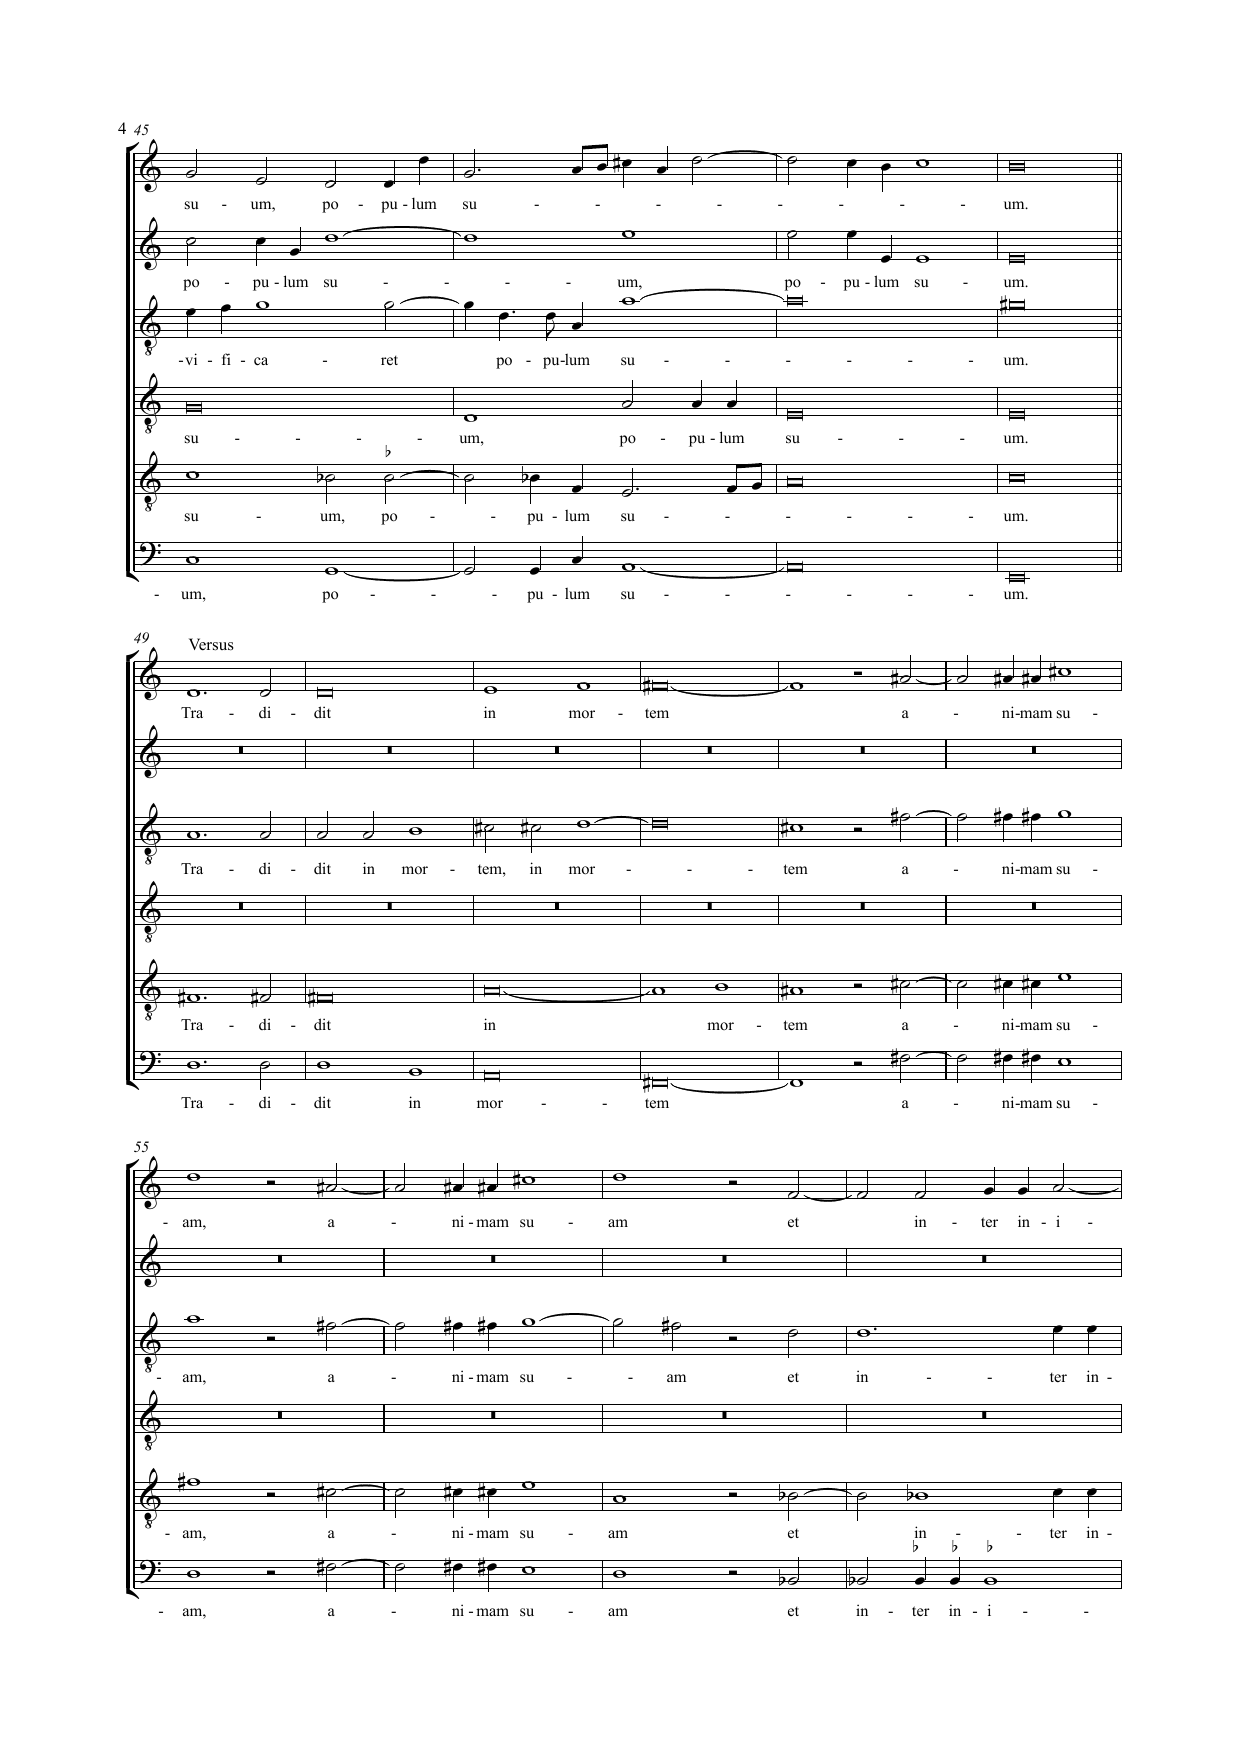 4 45
su - um, po - pu - lum su - - - - - - um.
po - pu - lum su - - - um, po - pu - lum su - um.
- vi - fi - ca - ret po - pu - lum su - - - - um.
su - - - - um, po - pu - lum su - - um.
su - um, po - - pu - lum su - - - - - um.
- um, po - - - pu - lum su - - - - - um.
49 Versus
Tra - di - dit in mor - tem a - ni - mam su -
Tra - di - dit in mor - tem, in mor - - - tem a - ni - mam su -
Tra - di - dit in mor - tem a - ni - mam su -
Tra - di - dit in mor - - tem a - ni - mam su -
55
- am, a - ni - mam su - am et in - ter in - i -
- am, a - ni - mam su - - am et in - - ter in -
- am, a - ni - mam su - am et in - - ter in -
- am, a - ni - mam su - am et in - ter in - i - -